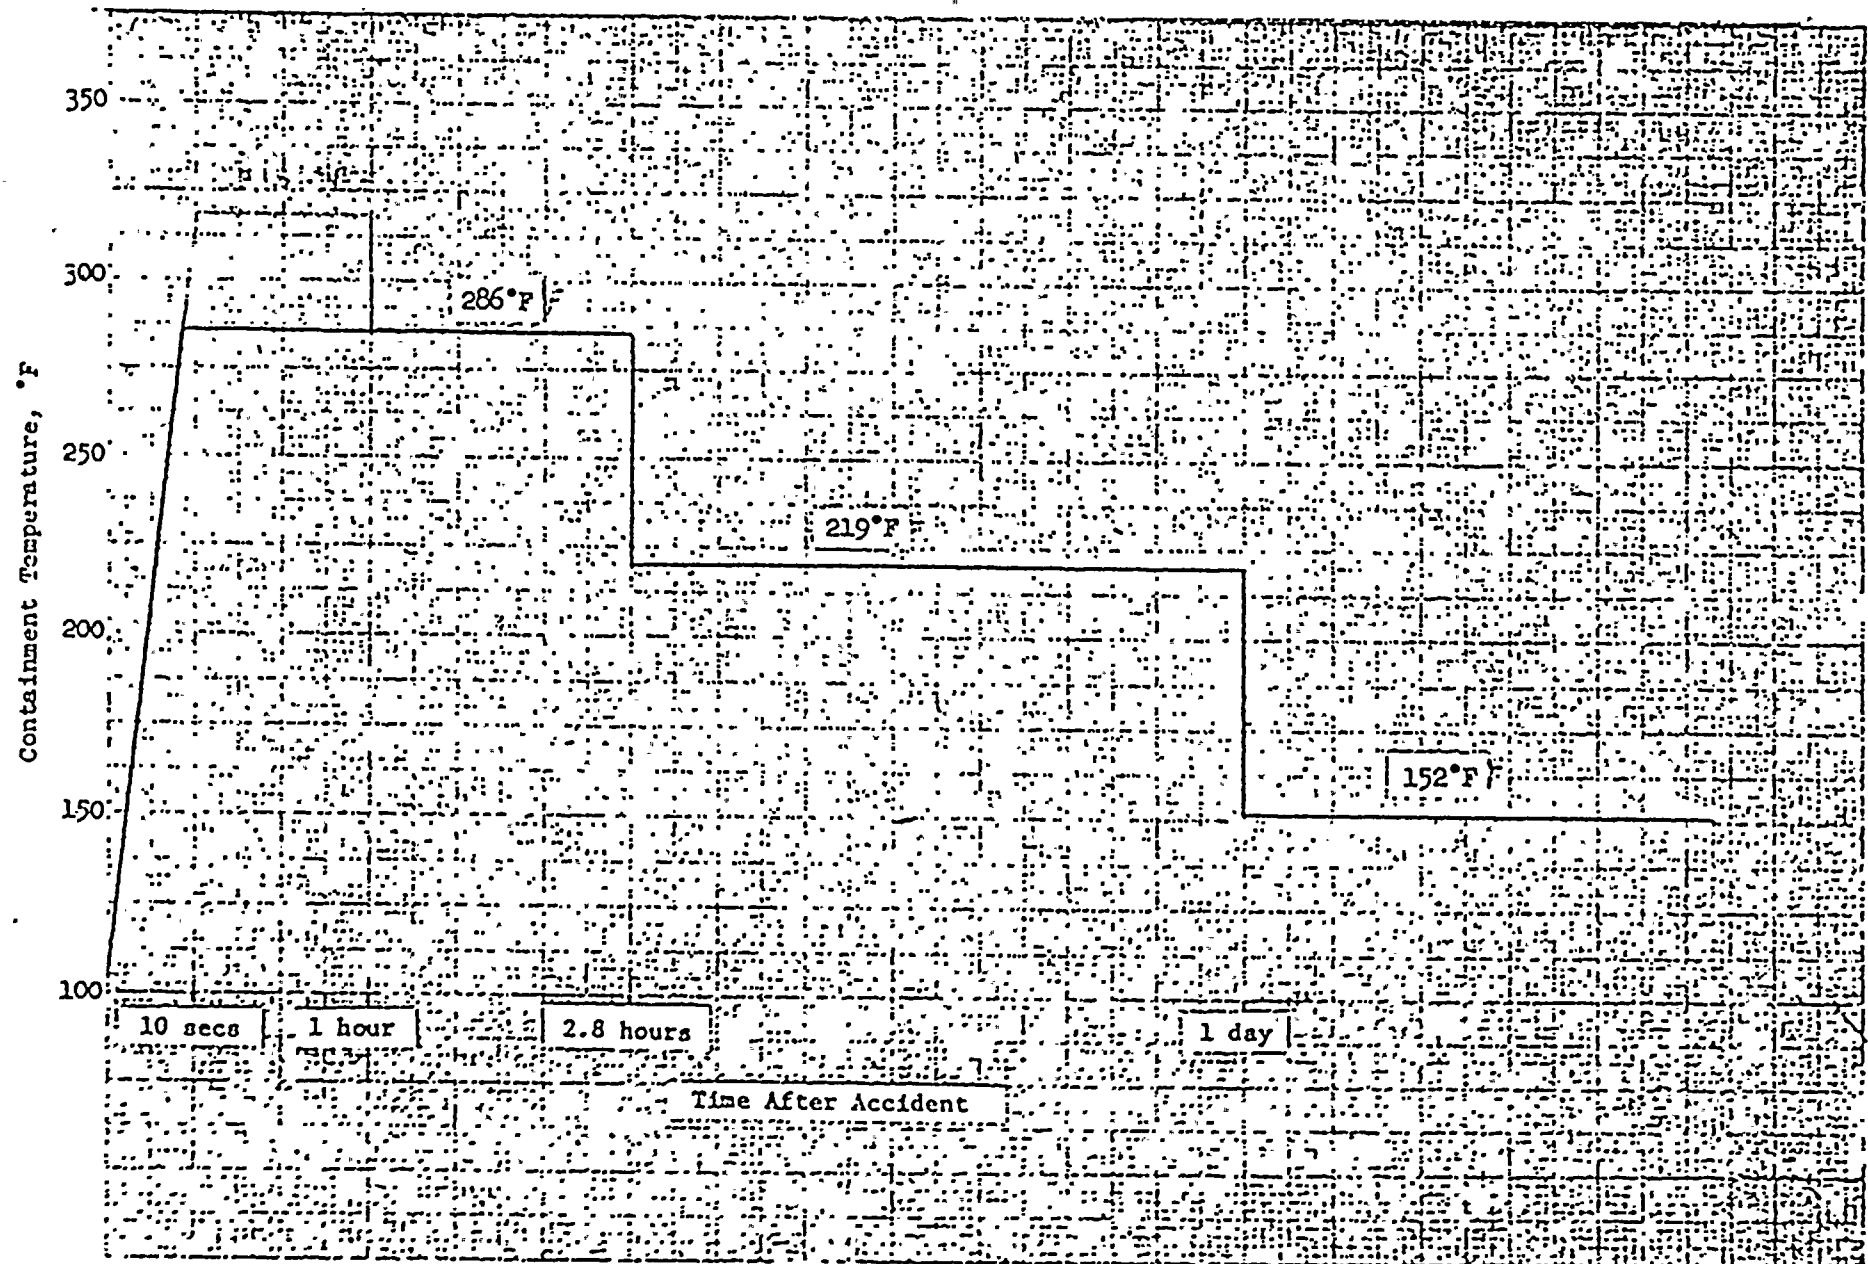 350
300
286°F
250
219°F
200
152°F
150
100
10 secs
1 hour
2.8 hours
1 day
Time After Accident
Containment Temperature, °F